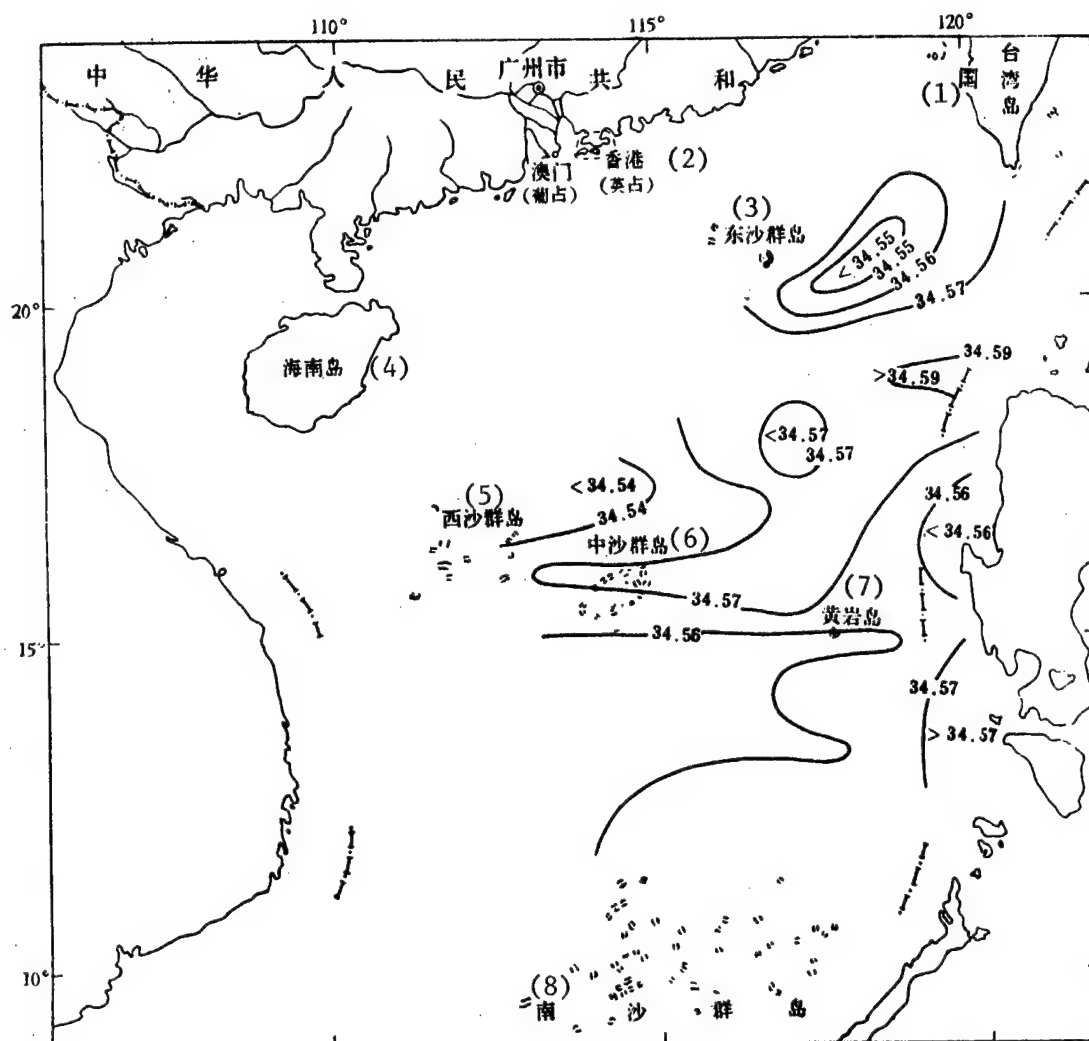 110° 115° 120°
中 华 人 民 共 和 国
广州市
台湾岛
(1)
香港 (2)
(英占)
澳门
(葡占)
(3)
东沙群岛
<34.55
34.55
34.56
34.57
20°
34.59
>34.59
海南岛 (4)
<34.57
34.57
<34.54
34.54
34.56
<34.56
(5)
西沙群岛
中沙群岛(6)
34.57
(7)
黄岩岛
34.56
15°
34.57
>34.57
10°
(8)
南 沙 群 岛